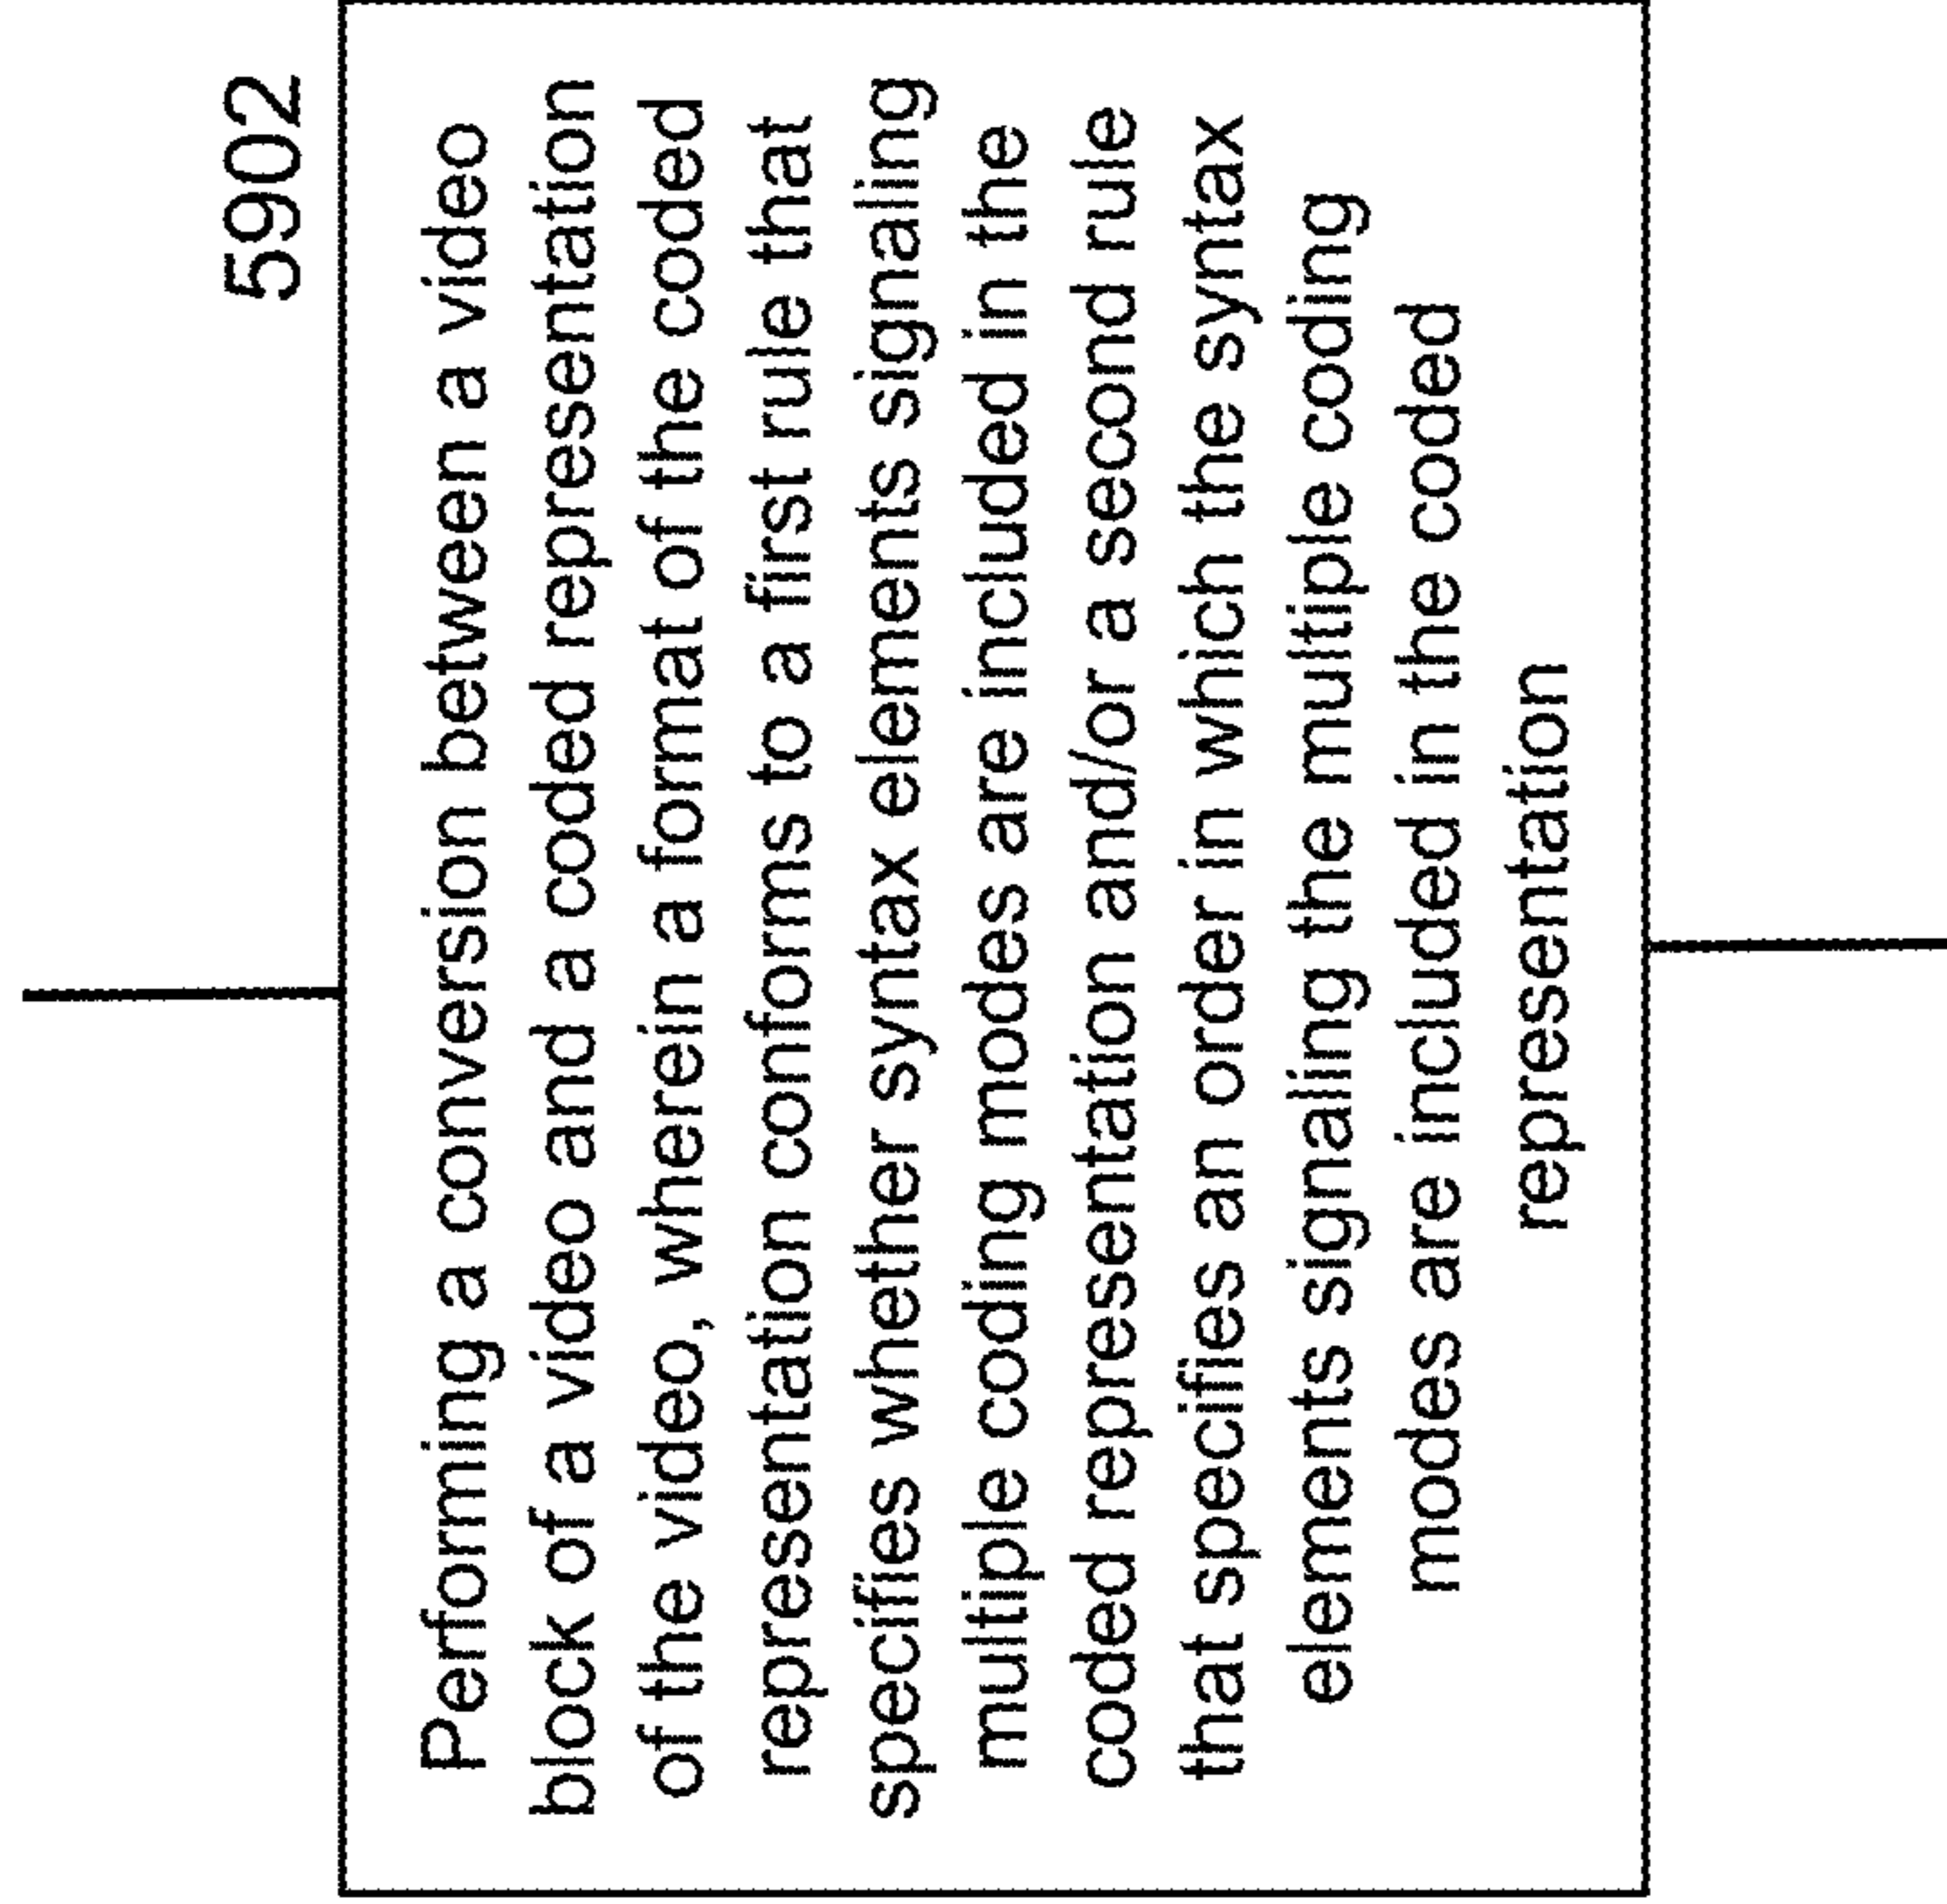 5902
Performing a conversion between a video
block of a video and a coded representation
of the video, wherein a format of the coded
representation conforms to a first rule that
specifies whether syntax elements signaling
multiple coding modes are included in the
coded representation and/or a second rule
that specifies an order in which the syntax
elements signaling the multiple coding
modes are included in the coded
representation